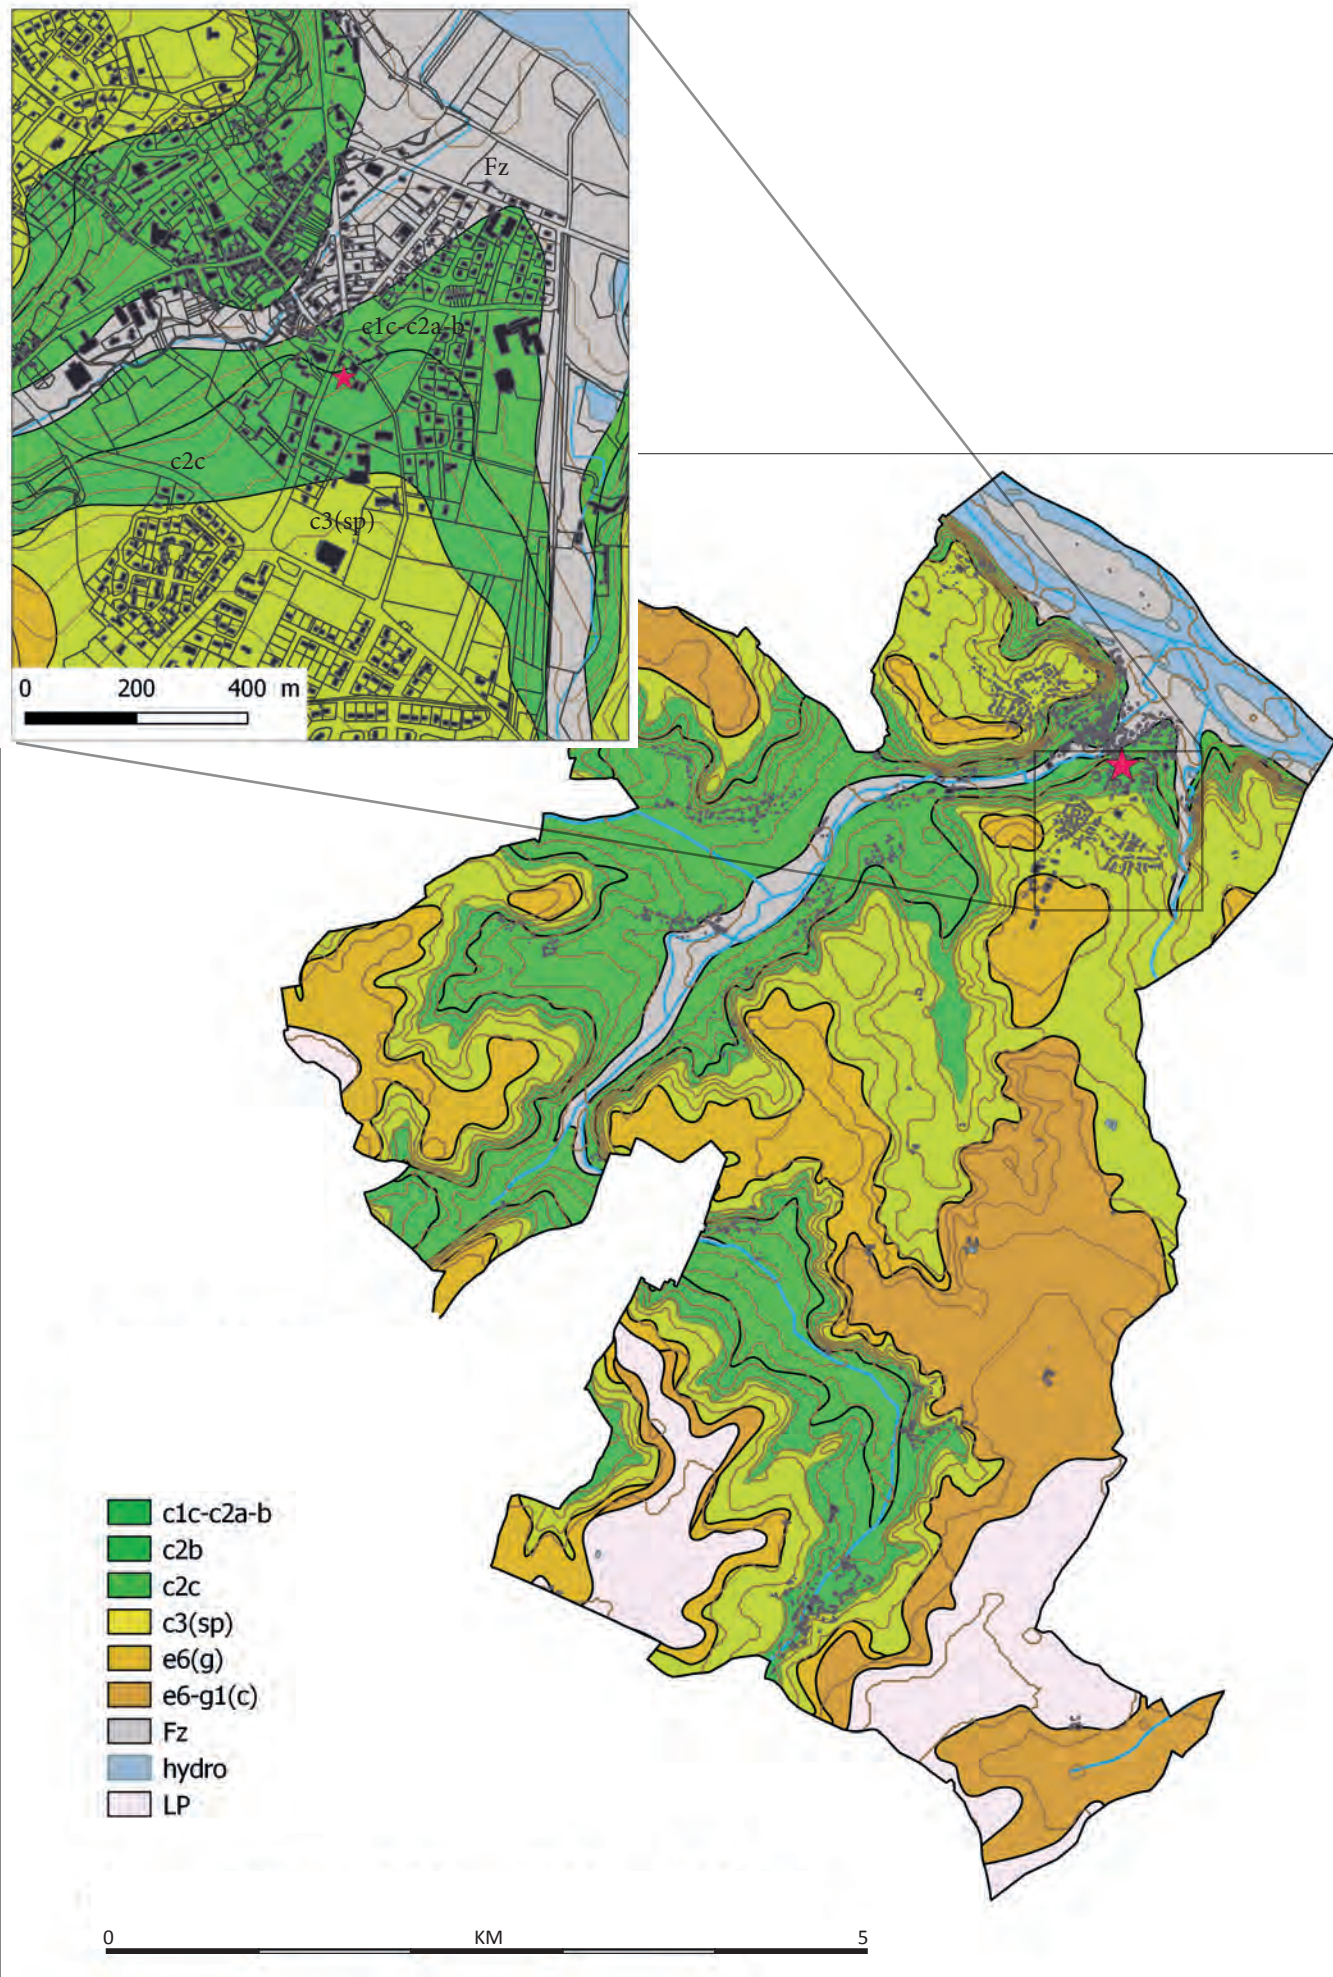 Fz
c1c-c2a-b
c2c
c3(sp)
0 200 400 m
c1c-c2a-b
c2b
c2c
c3(sp)
e6(g)
e6-g1(c)
Fz
hydro
LP
0 KM 5